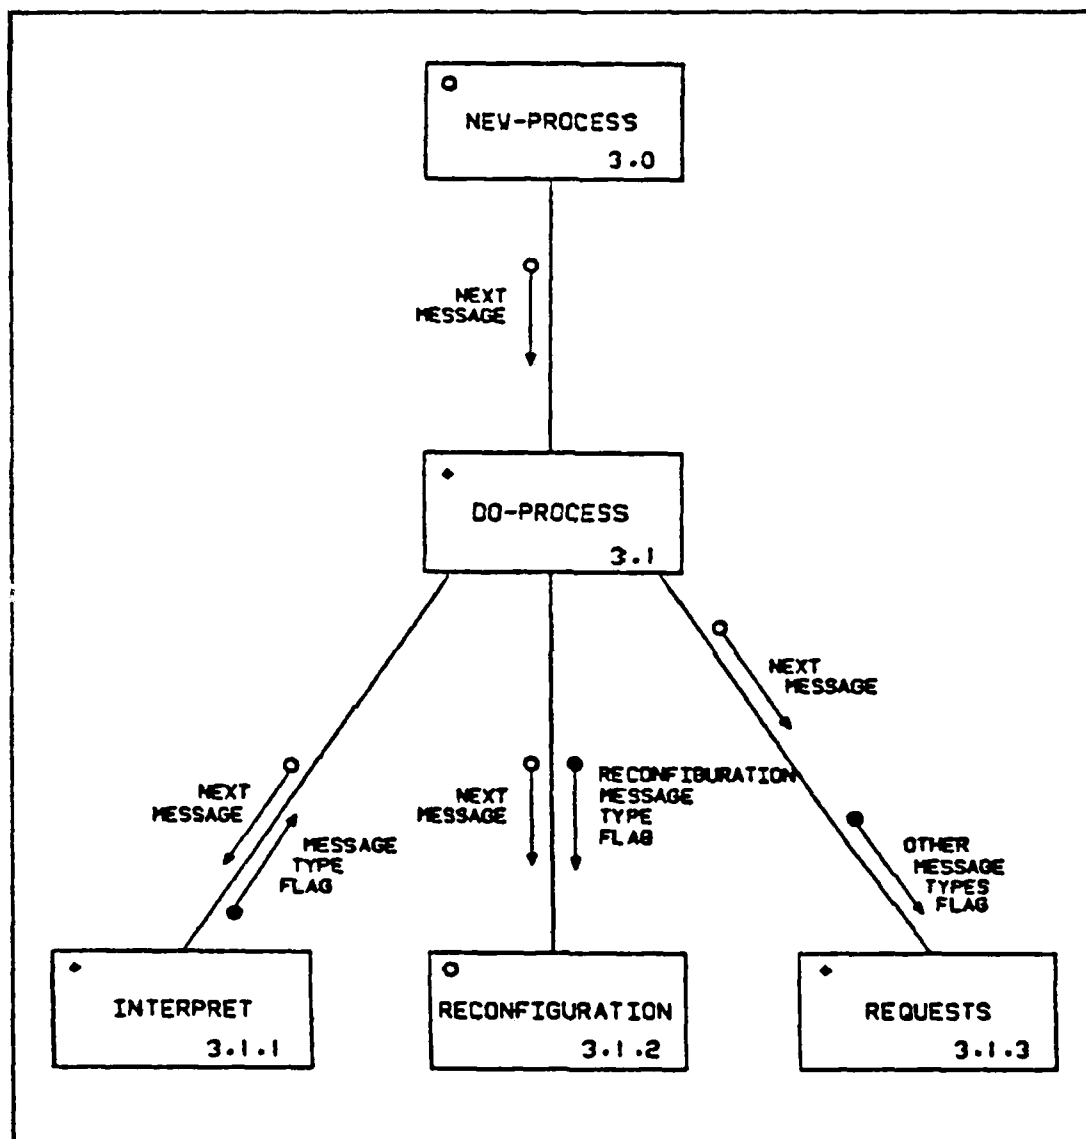 NEW-PROCESS
3.0
NEXT
MESSAGE
DO-PROCESS
3.1
NEXT
MESSAGE
NEXT
MESSAGE
MESSAGE
TYPE
FLAG
NEXT
MESSAGE
RECONFIBURATION
MESSAGE
TYPE
FLAG
OTHER
MESSAGE
TYPES
FLAG
INTERPRET
3.1.1
RECONFIGURATION
3.1.2
REQUESTS
3.1.3